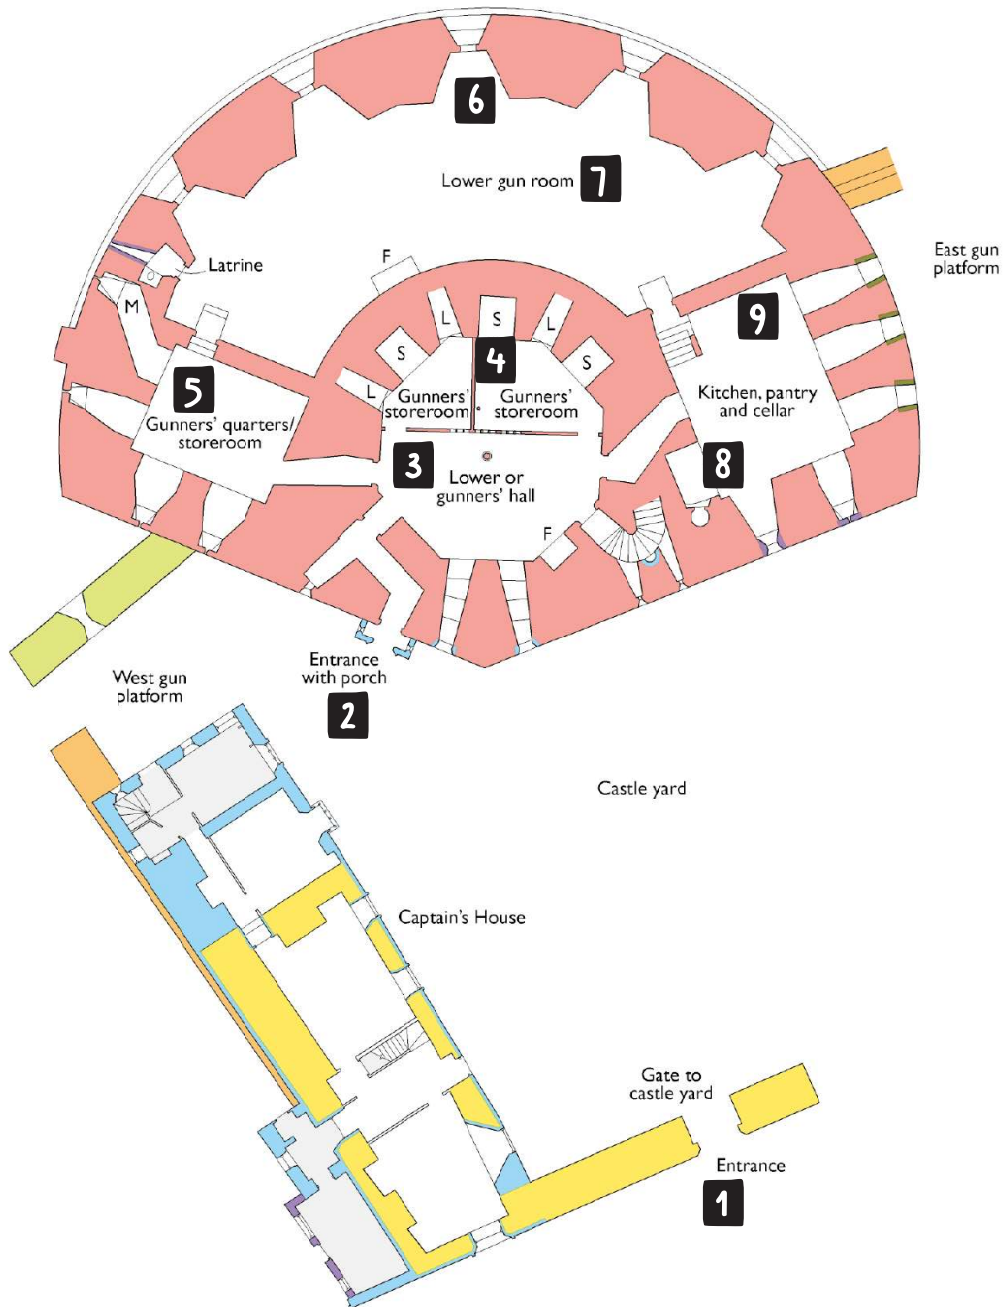 6
Lower gun room 7
East gun
platform
F
Latrine
M
L
S
L
9
S
4
S
5
L
Kitchen, pantry
and cellar
Gunners'
storeroom
Gunners'
storeroom
Gunners' quarters/
storeroom
3
8
Lower or
gunners' hall
F
Entrance
with porch
2
West gun
platform
Castle yard
Captain's House
Gate to
castle yard
Entrance
1